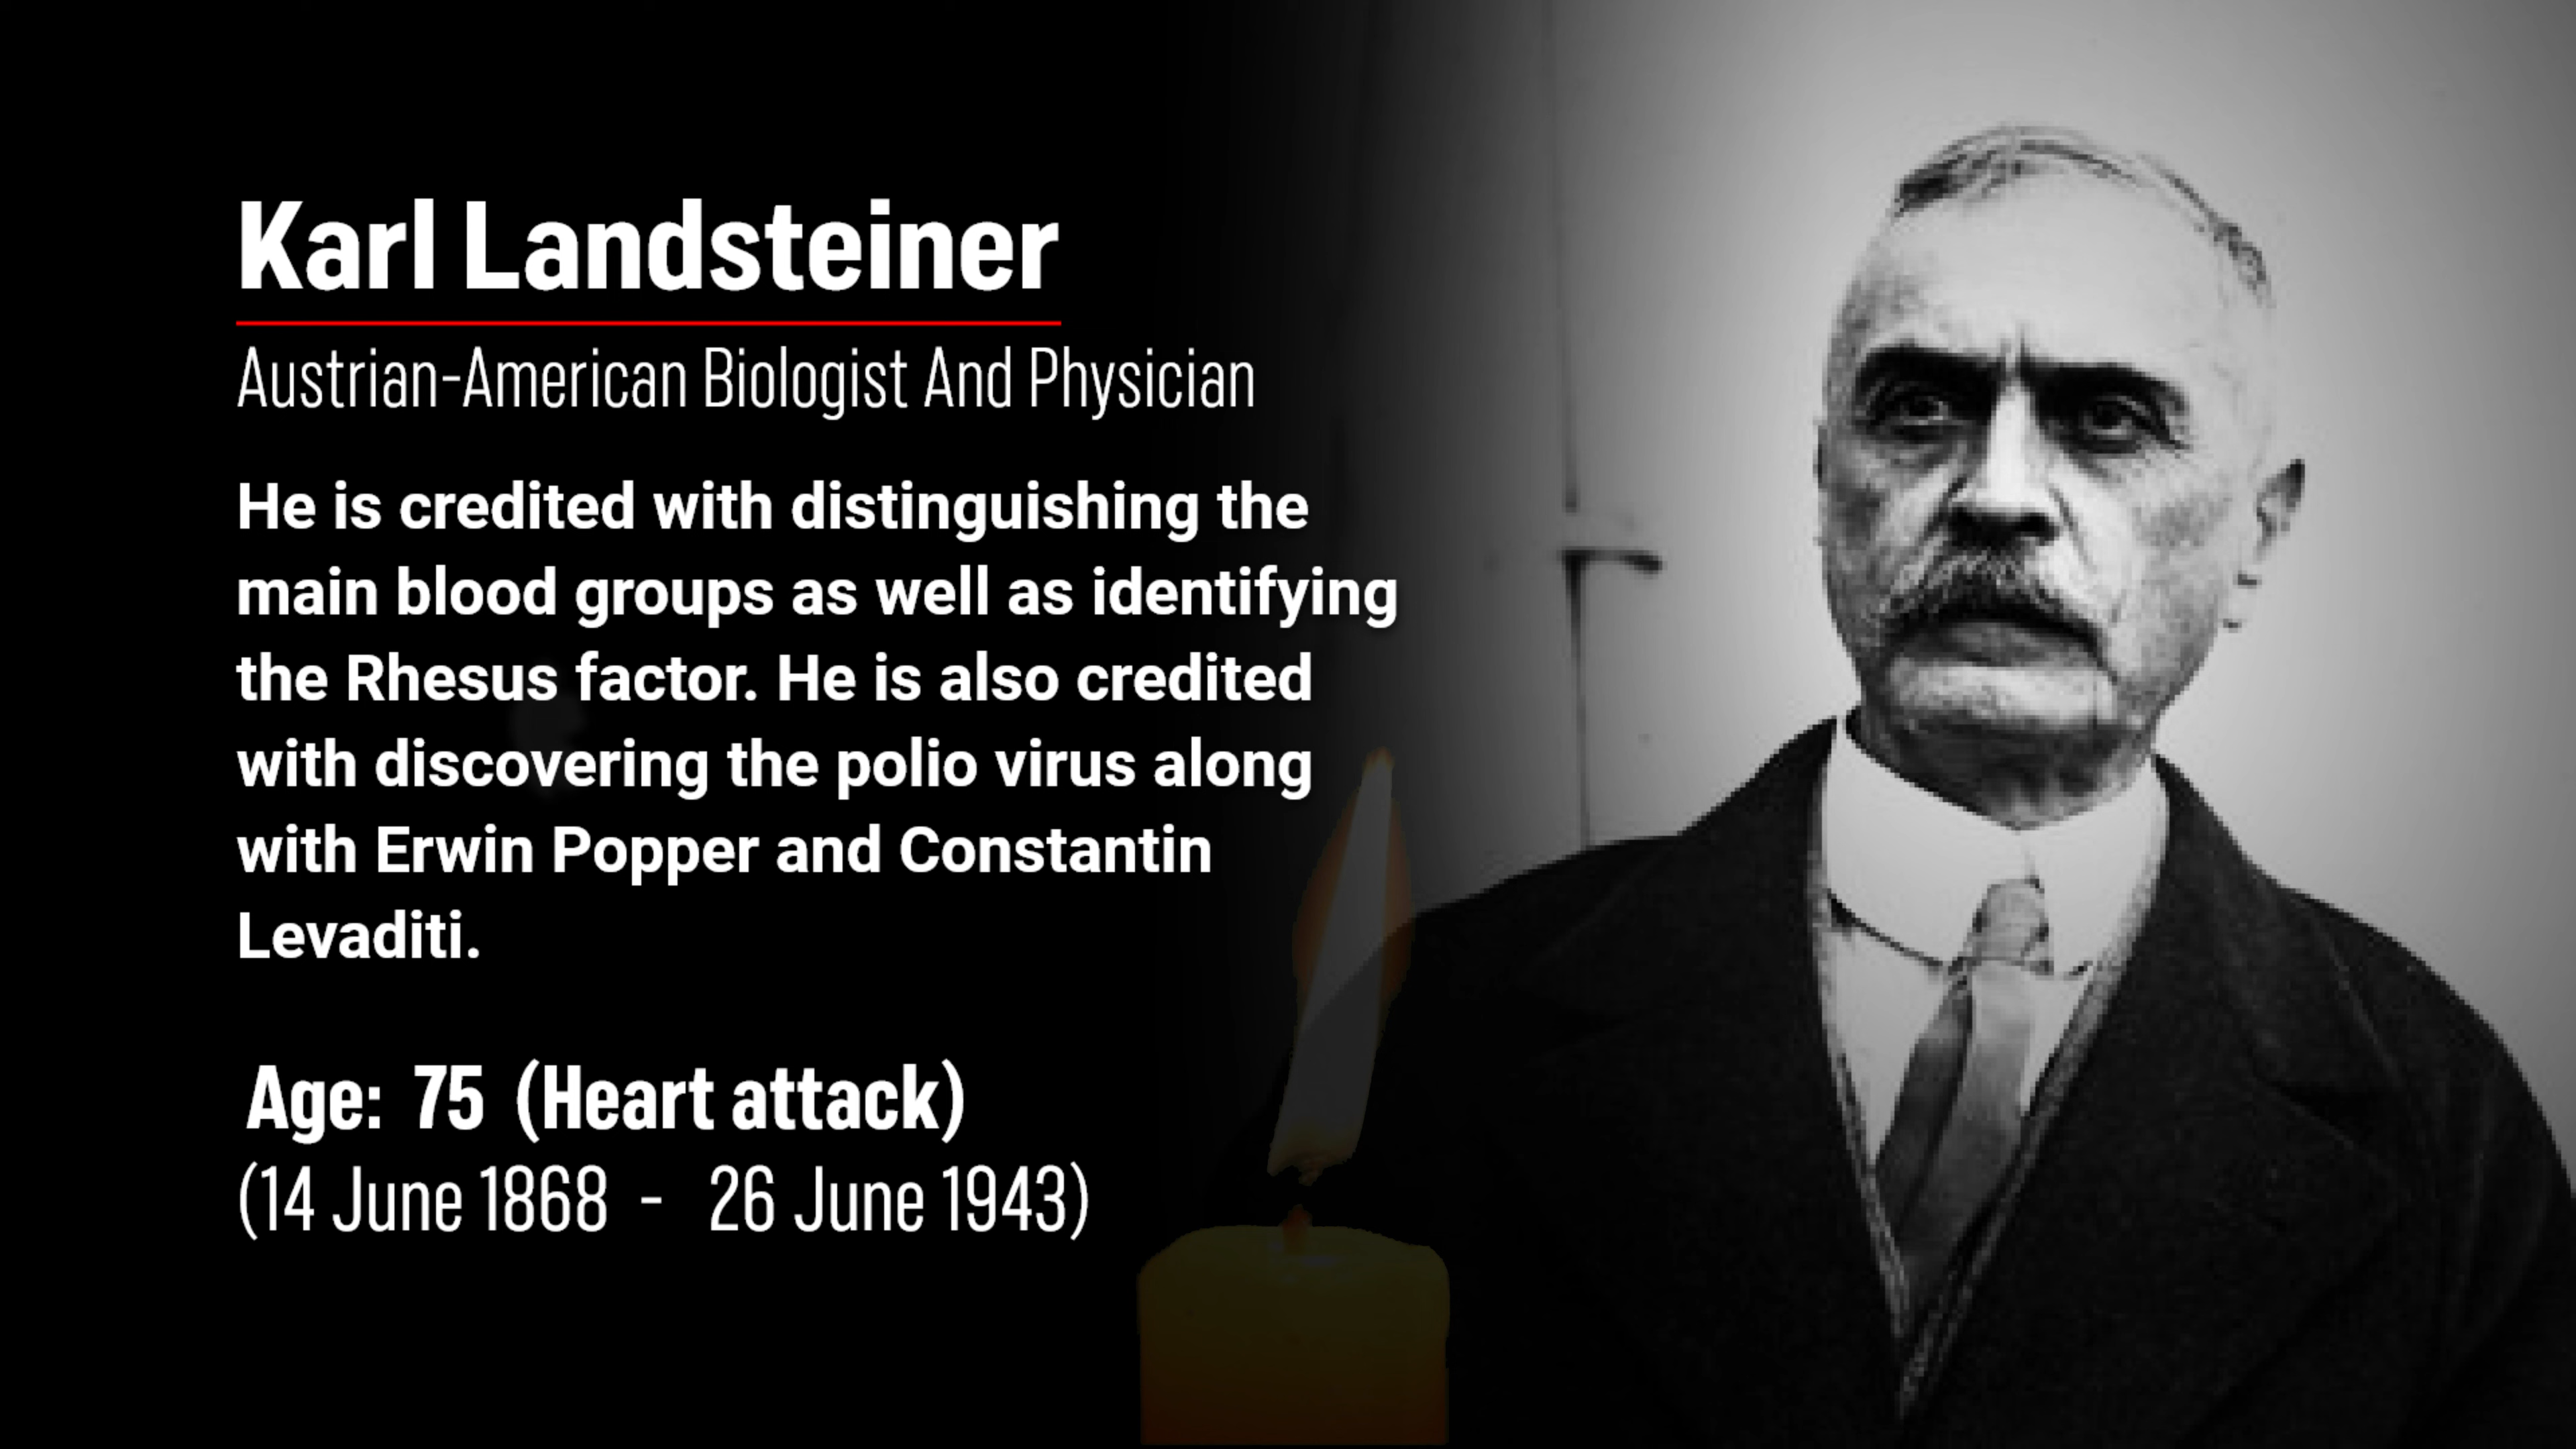 Karl Landsteiner
Austrian-American Biologist And Physician
He is credited with distinguishing the
main blood groups as well as identifying
the Rhesus factor. He is also credited
with discovering the polio virus along
with Erwin Popper and Constantin
Levaditi.
Age: 75 (Heart attack)
(14 June 1868 - 26 June 1943)